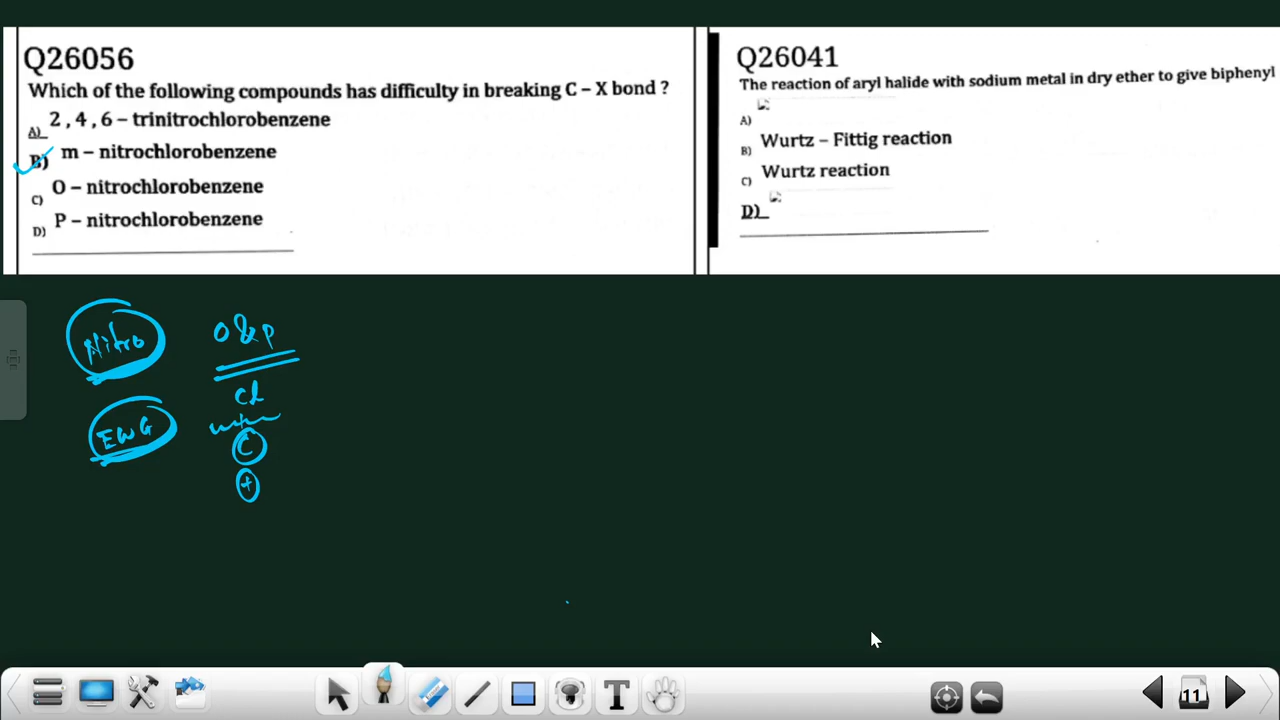 Q26056
Which of the following compounds has difficulty in breaking C – X bond ?
A) 2 , 4 , 6 – trinitrochlorobenzene
B) m – nitrochlorobenzene
C) O – nitrochlorobenzene
D) P – nitrochlorobenzene
Q26041
The reaction of aryl halide with sodium metal in dry ether to give biphenyl
A)
B) Wurtz – Fittig reaction
C) Wurtz reaction
D)
Nitro
o & p
Cl
EWG
C
+
11
T